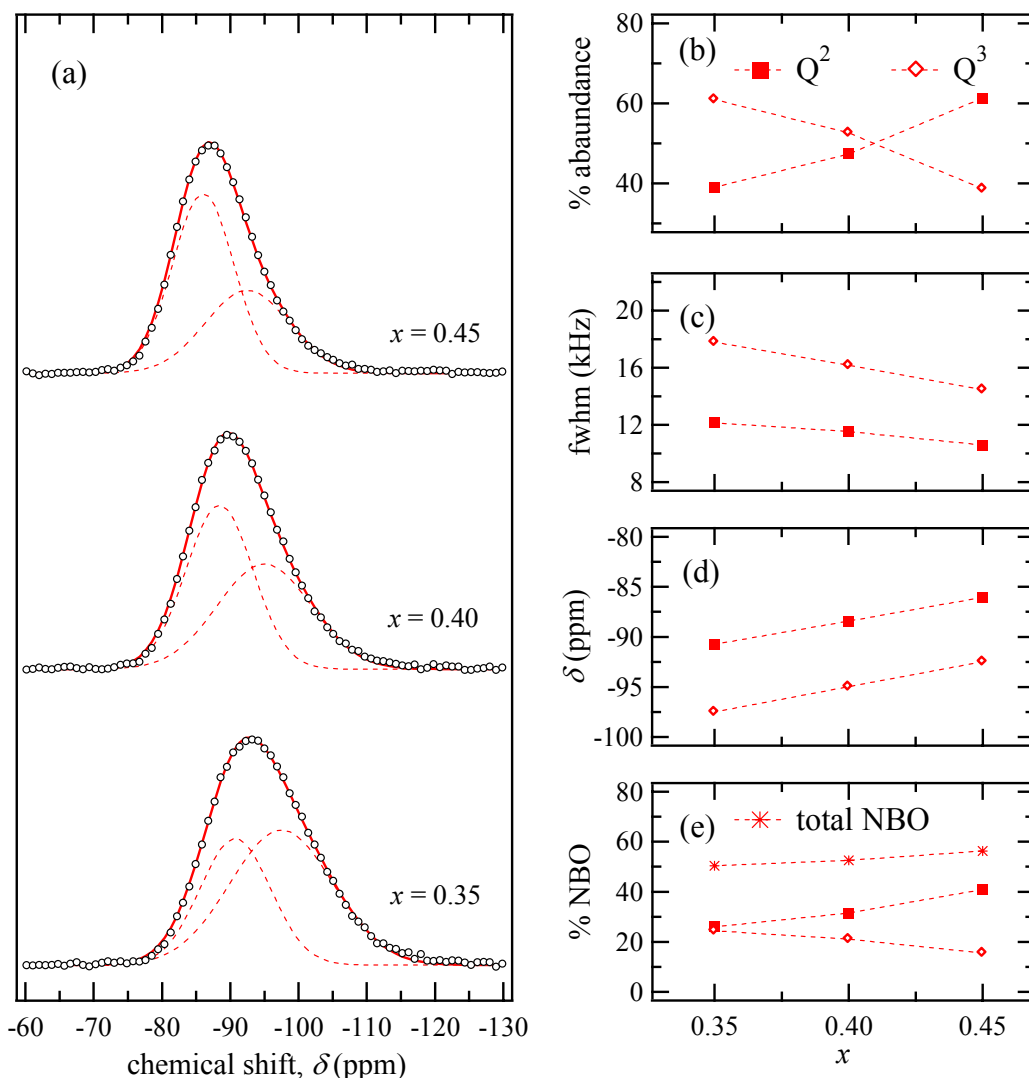 (a)
x = 0.45
x = 0.40
x = 0.35
-60 -70 -80 -90 -100 -110 -120 -130
chemical shift, δ (ppm)
80
60
40
% abaundance
(b)
Q² Q³
20
16
12
8
fwhm (kHz)
(c)
-80
-85
-90
-95
-100
δ (ppm)
(d)
80
60
40
20
0
% NBO
(e)
total NBO
0.35 0.40 0.45
x